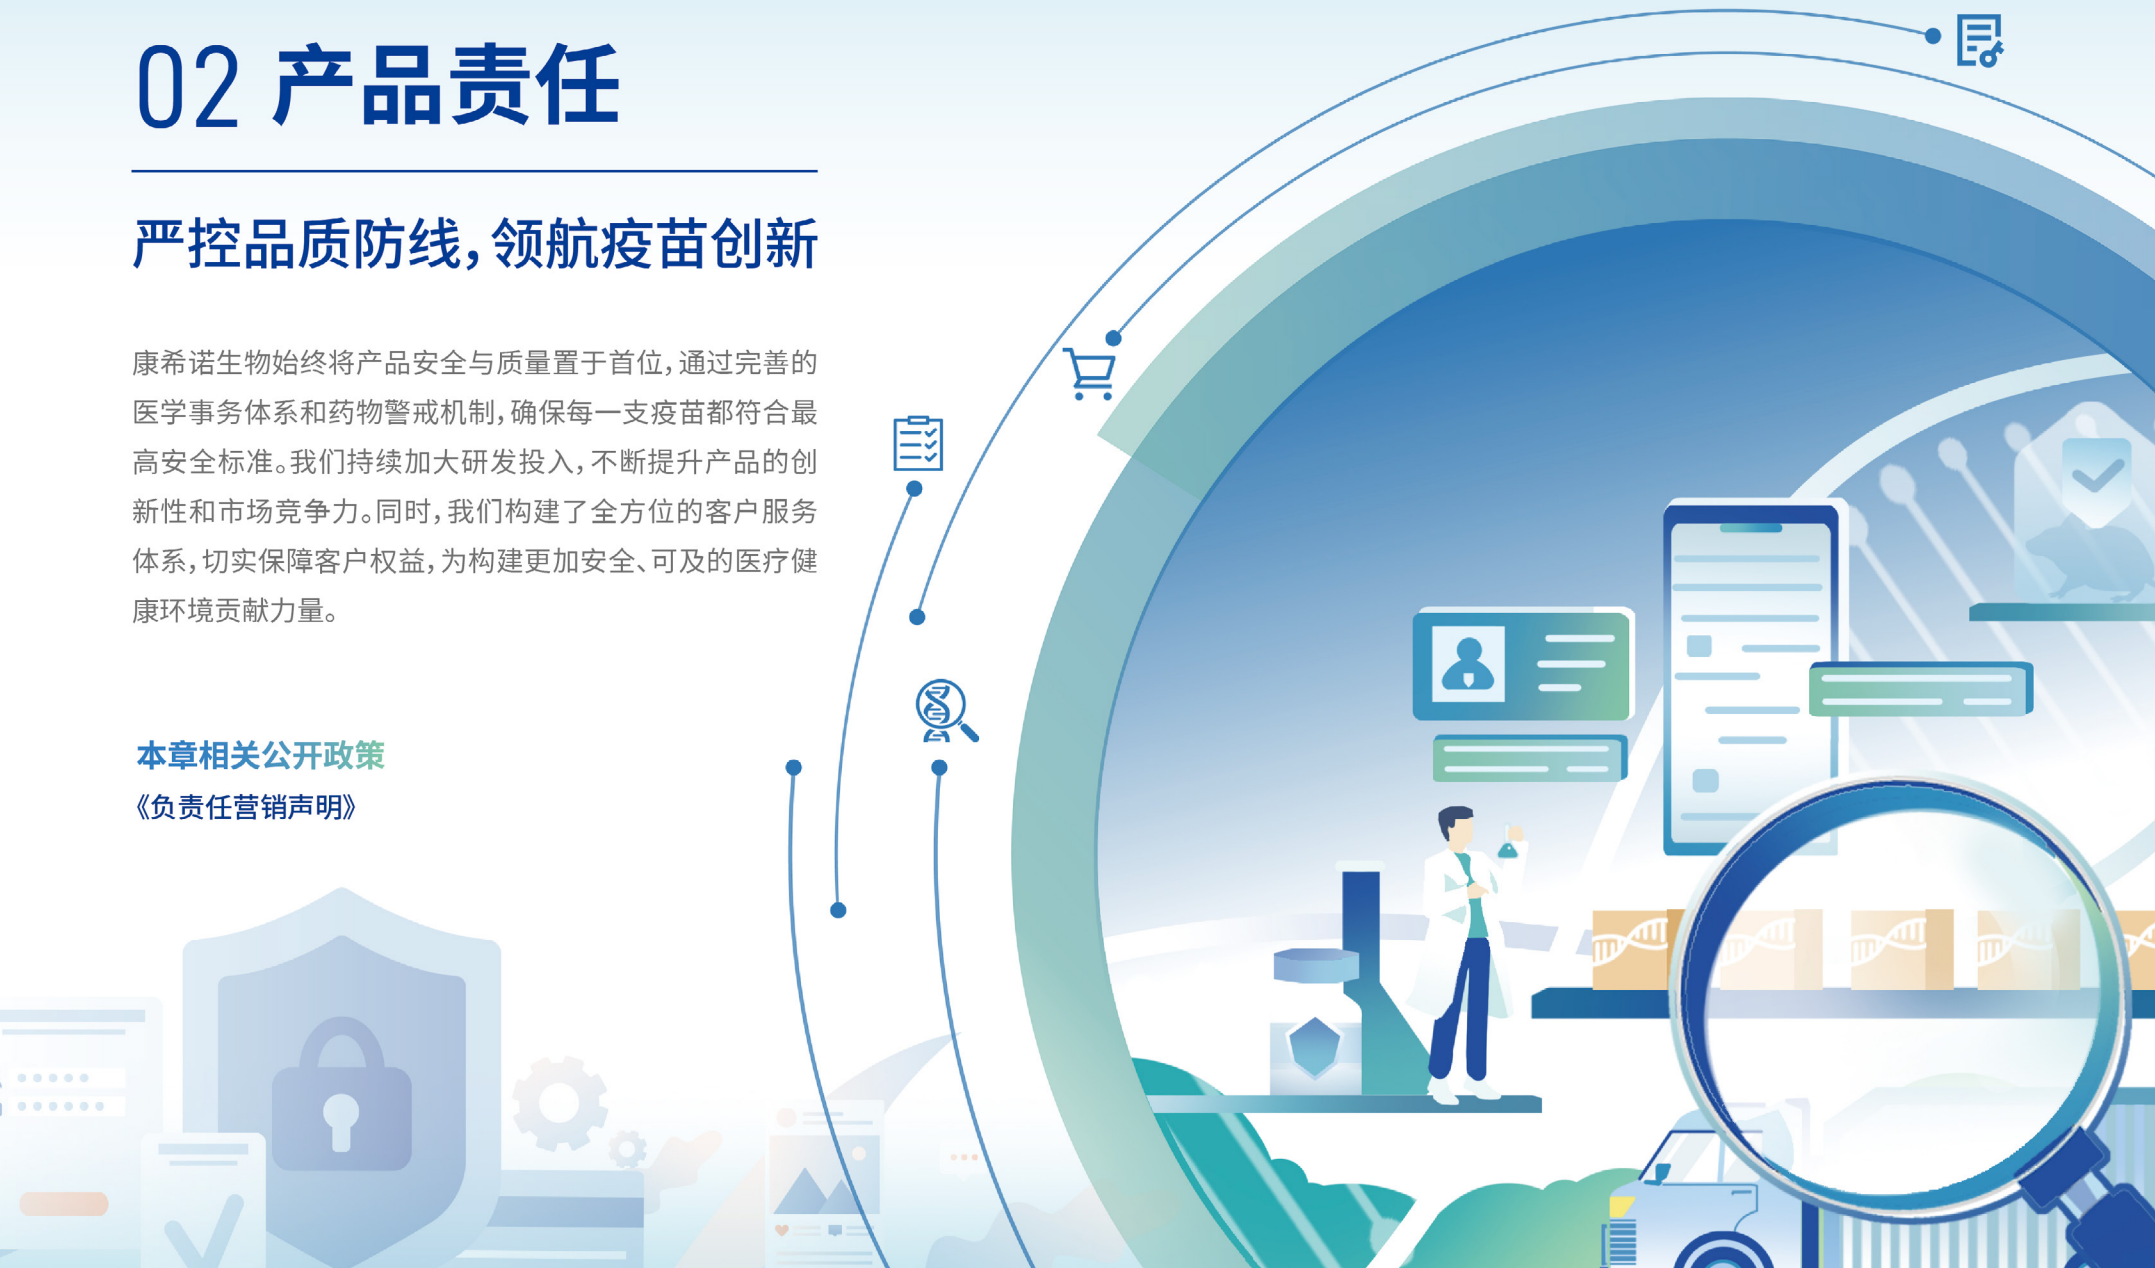 02 产品责任
严控品质防线，领航疫苗创新
康希诺生物始终将产品安全与质量置于首位，通过完善的
医学事务体系和药物警戒机制，确保每一支疫苗都符合最
高安全标准。我们持续加大研发投入，不断提升产品的创
新性和市场竞争力。同时，我们构建了全方位的客户服务
体系，切实保障客户权益，为构建更加安全、可及的医疗健
康环境贡献力量。
本章相关公开政策
《负责任营销声明》